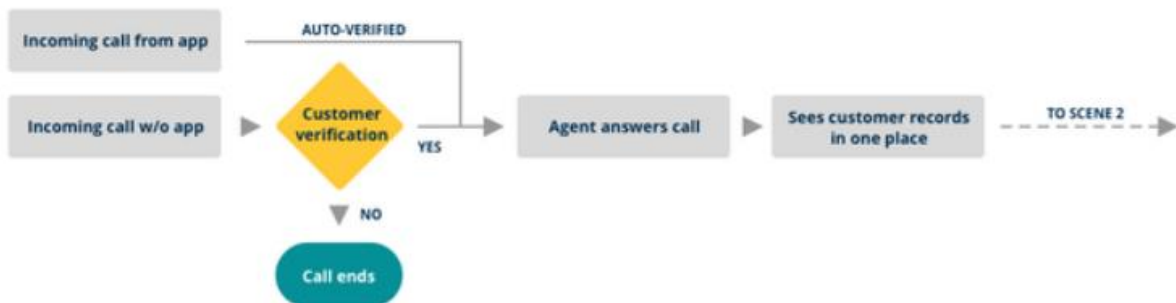 Incoming call from app
AUTO-VERIFIED
Incoming call w/o app
Customer
verification
YES
Agent answers call
Sees customer records
in one place
TO SCENE 2
NO
Call ends